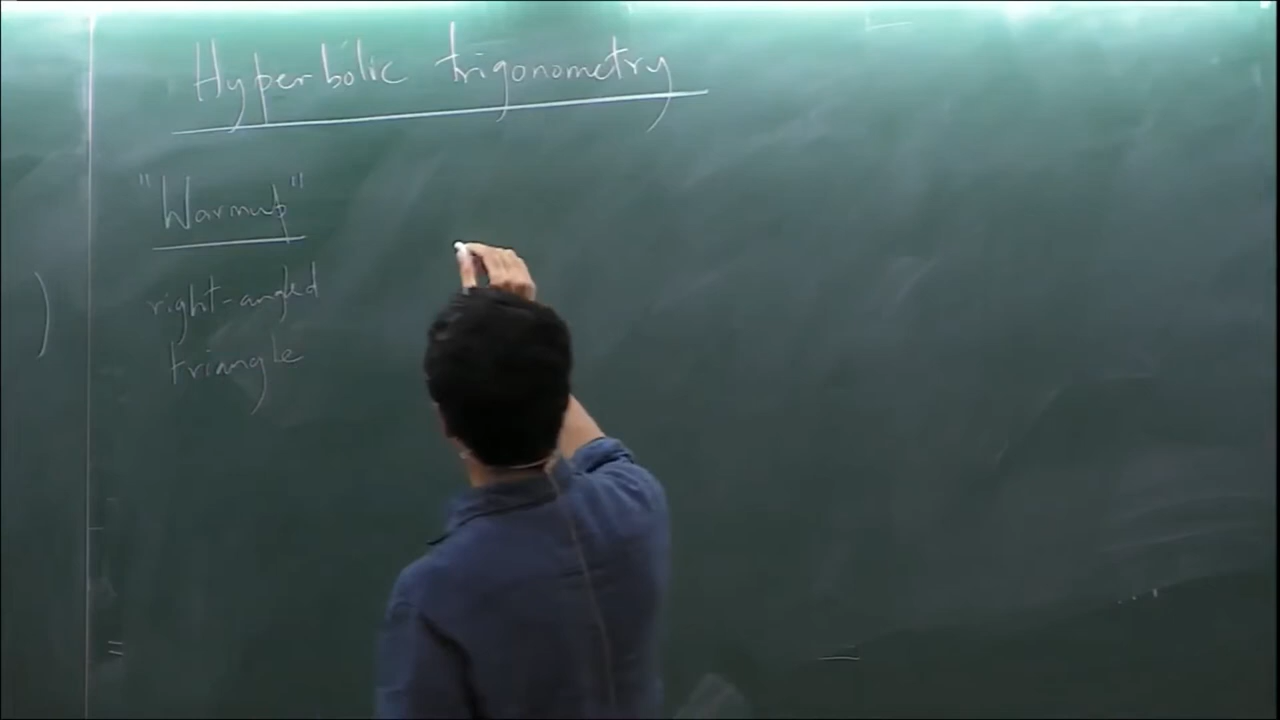 Hyperbolic trigonometry
"Warmup"
right-angled
triangle
)
=